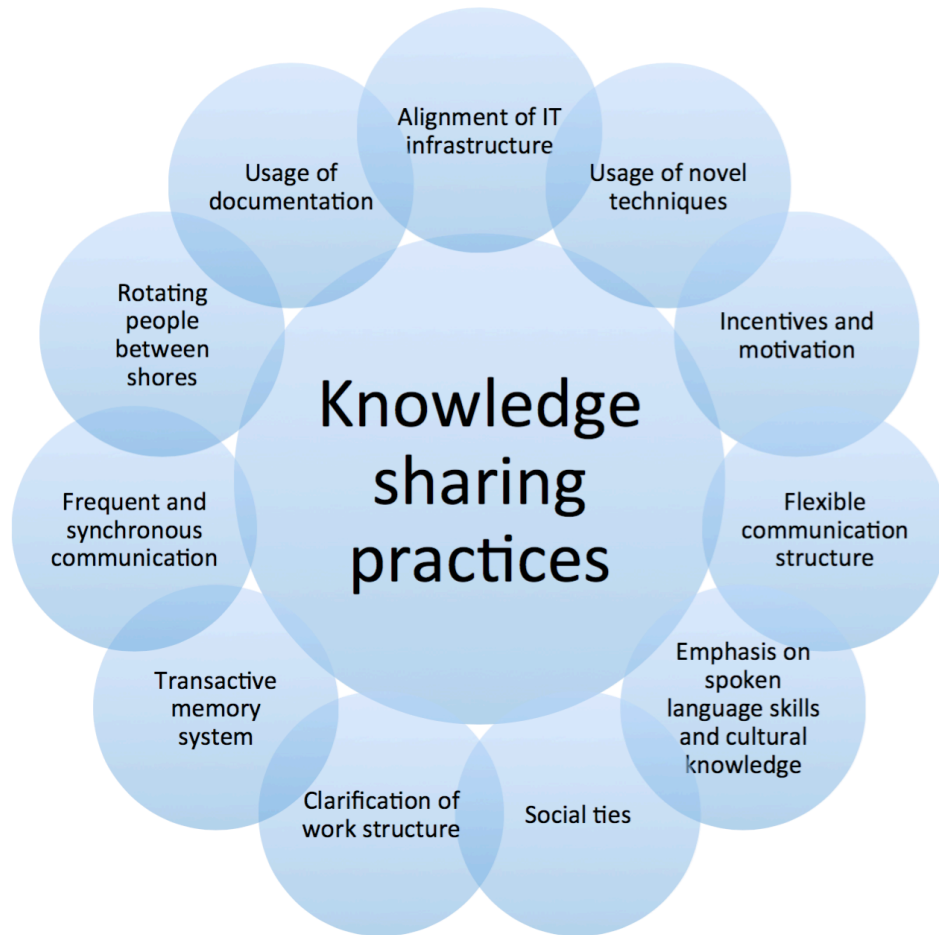 Alignment of IT
infrastructure
Usage of novel
techniques
Incentives and
motivation
Flexible
communication
structure
Emphasis on
spoken
language skills
and cultural
knowledge
Social ties
Clarification of
work structure
Transactive
memory
system
Frequent and
synchronous
communication
Rotating
people
between
shores
Usage of
documentation
Knowledge
sharing
practices